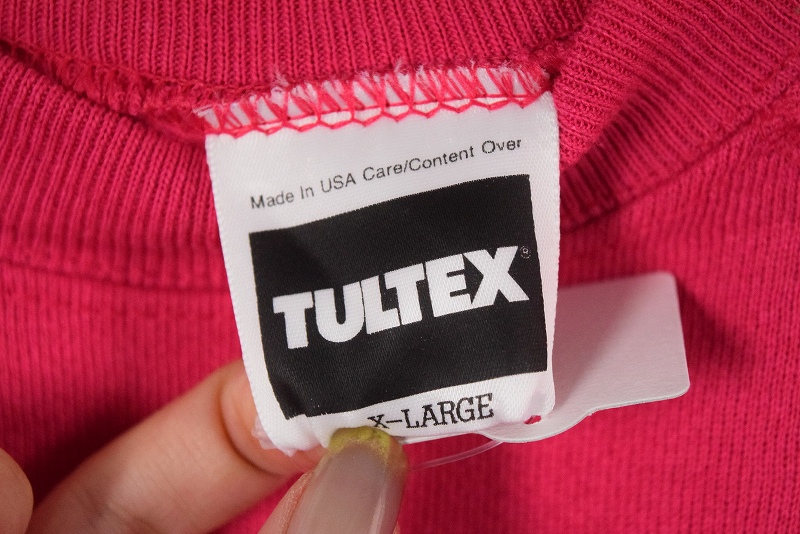 Made In USA Care/Content Over
TULTEX®
X-LARGE